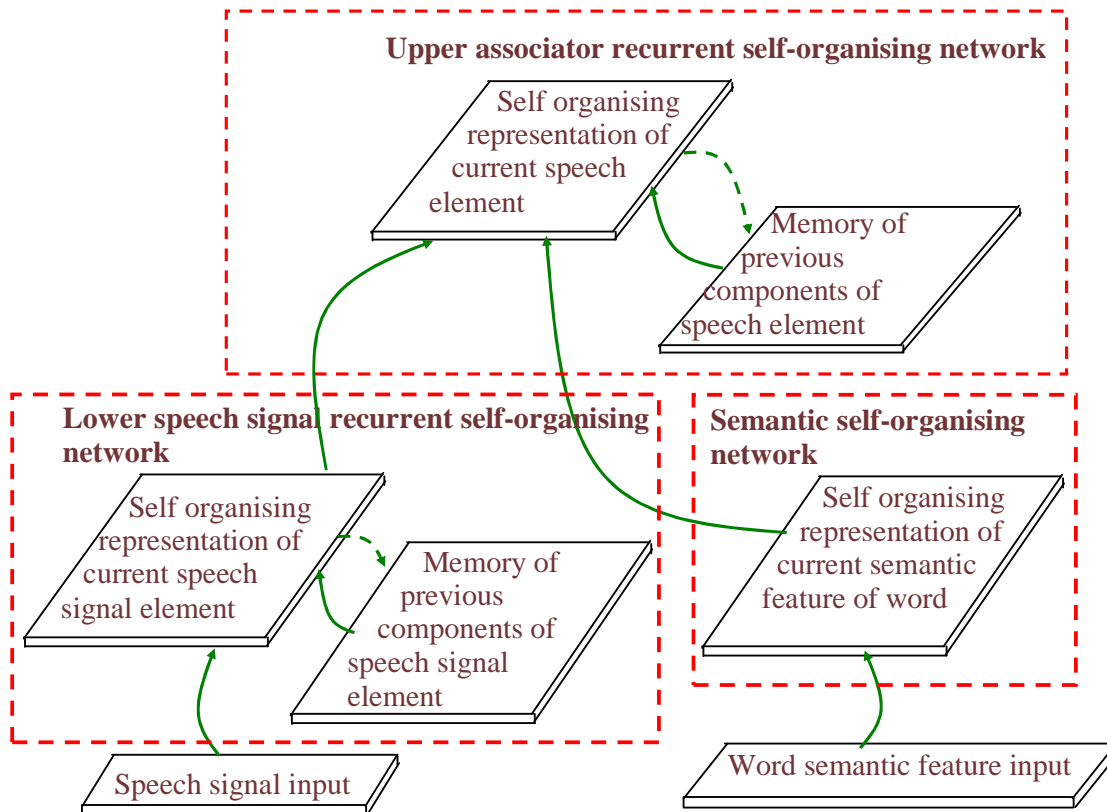 Upper associator recurrent self-organising network
Self organising
representation of
current speech
element
Memory of
previous
components of
speech element
Lower speech signal recurrent self-organising
network
Self organising
representation of
current speech
signal element
Memory of
previous
components of
speech signal
element
Semantic self-organising
network
Self organising
representation of
current semantic
feature of word
Speech signal input
Word semantic feature input